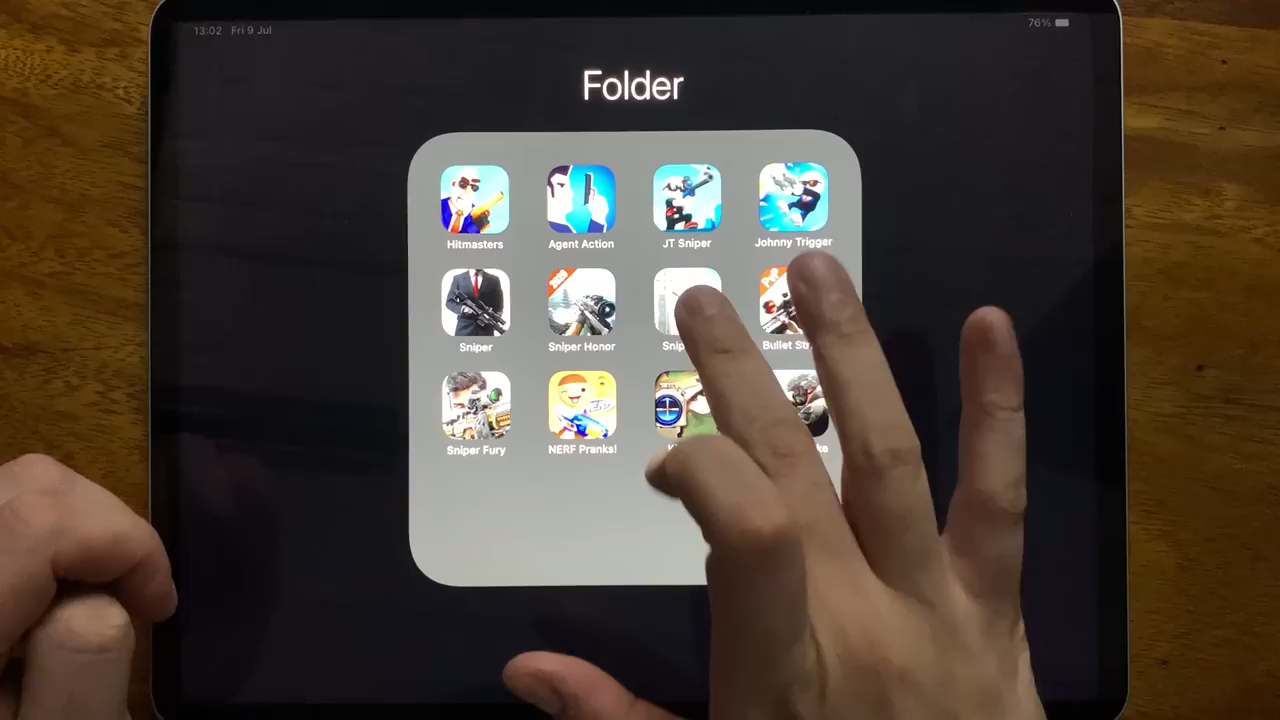 13:02 Fri 9 Jul
76%
Folder
Hitmasters
Agent Action
JT Sniper
Johnny Trigger
Sniper
Sniper Honor
Bullet
Sniper Fury
NERF Pranks!